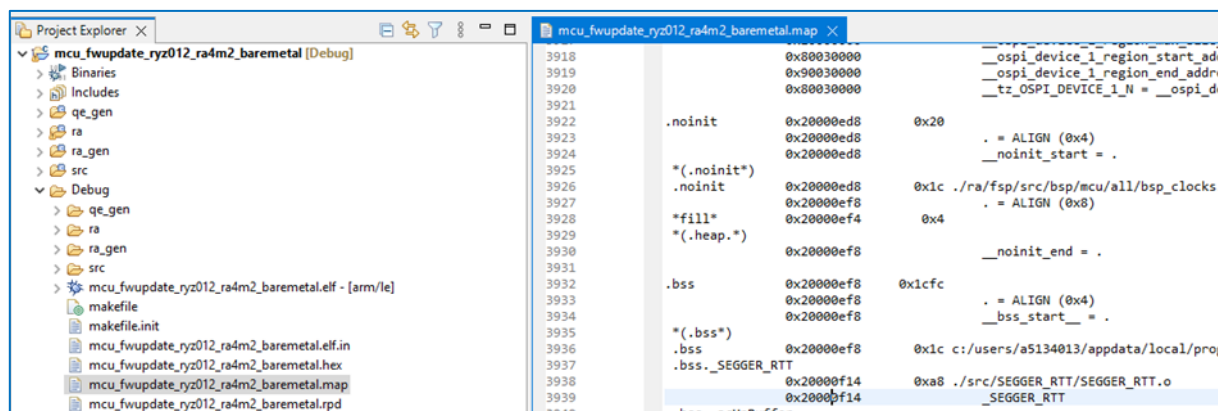 Project Explorer
mcu_fwupdate_ryz012_ra4m2_baremetal [Debug]
Binaries
Includes
qe_gen
ra
ra_gen
src
Debug
qe_gen
ra
ra_gen
src
mcu_fwupdate_ryz012_ra4m2_baremetal.elf - [arm/le]
makefile
makefile.init
mcu_fwupdate_ryz012_ra4m2_baremetal.elf.in
mcu_fwupdate_ryz012_ra4m2_baremetal.hex
mcu_fwupdate_ryz012_ra4m2_baremetal.map
mcu_fwupdate_ryz012_ra4m2_baremetal.rpd
mcu_fwupdate_ryz012_ra4m2_baremetal.map
3918 0x80030000 __ospi_device_1_region_start_add
3919 0x90030000 __ospi_device_1_region_end_addre
3920 0x80030000 __tz_OSPI_DEVICE_1_N = __ospi_de
3921
3922 .noinit 0x20000ed8 0x20
3923 0x20000ed8 . = ALIGN (0x4)
3924 0x20000ed8 __noinit_start = .
3925 *(.noinit*)
3926 .noinit 0x20000ed8 0x1c ./ra/fsp/src/bsp/mcu/all/bsp_clocks
3927 0x20000ef8 . = ALIGN (0x8)
3928 *fill* 0x20000ef4 0x4
3929 *(.heap.*)
3930 0x20000ef8 __noinit_end = .
3931
3932 .bss 0x20000ef8 0x1cfc
3933 0x20000ef8 . = ALIGN (0x4)
3934 0x20000ef8 __bss_start__ = .
3935 *(.bss*)
3936 .bss 0x20000ef8 0x1c c:/users/a5134013/appdata/local/prog
3937 .bss._SEGGER_RTT
3938 0x20000f14 0xa8 ./src/SEGGER_RTT/SEGGER_RTT.o
3939 0x20000f14 _SEGGER_RTT